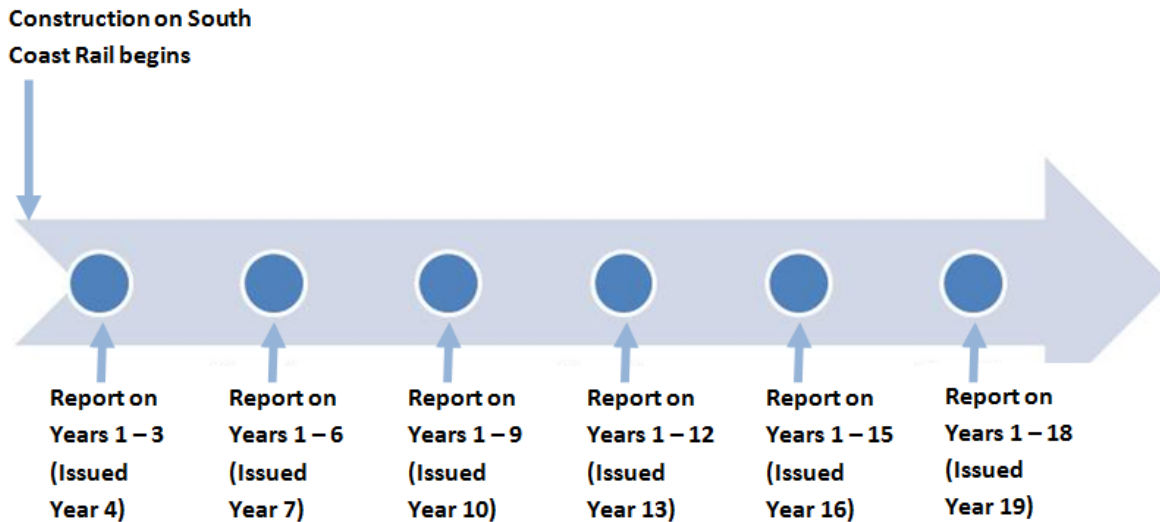 Construction on South
Coast Rail begins
Report on
Years 1 – 3
(Issued
Year 4)
Report on
Years 1 – 6
(Issued
Year 7)
Report on
Years 1 – 9
(Issued
Year 10)
Report on
Years 1 – 12
(Issued
Year 13)
Report on
Years 1 – 15
(Issued
Year 16)
Report on
Years 1 – 18
(Issued
Year 19)